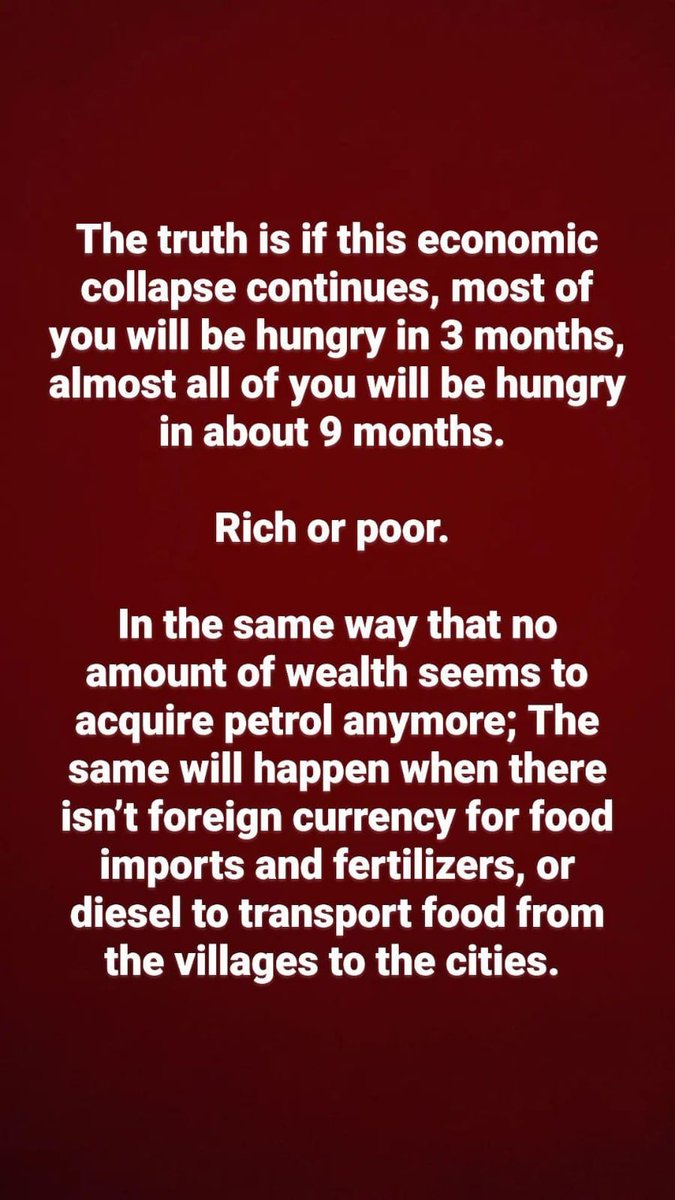 The truth is if this economic
collapse continues, most of
you will be hungry in 3 months,
almost all of you will be hungry
in about 9 months.
Rich or poor.
In the same way that no
amount of wealth seems to
acquire petrol anymore; The
same will happen when there
isn’t foreign currency for food
imports and fertilizers, or
diesel to transport food from
the villages to the cities.